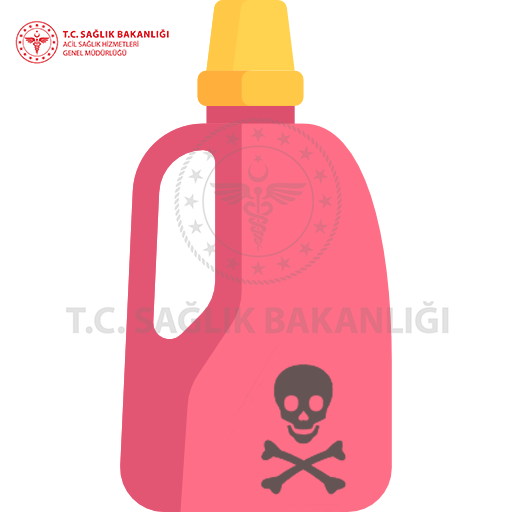 T.C. SAĞLIK BAKANLIĞI
ACİL SAĞLIK HİZMETLERİ
GENEL MÜDÜRLÜĞÜ
T.C. SAĞLIK BAKANLIĞI